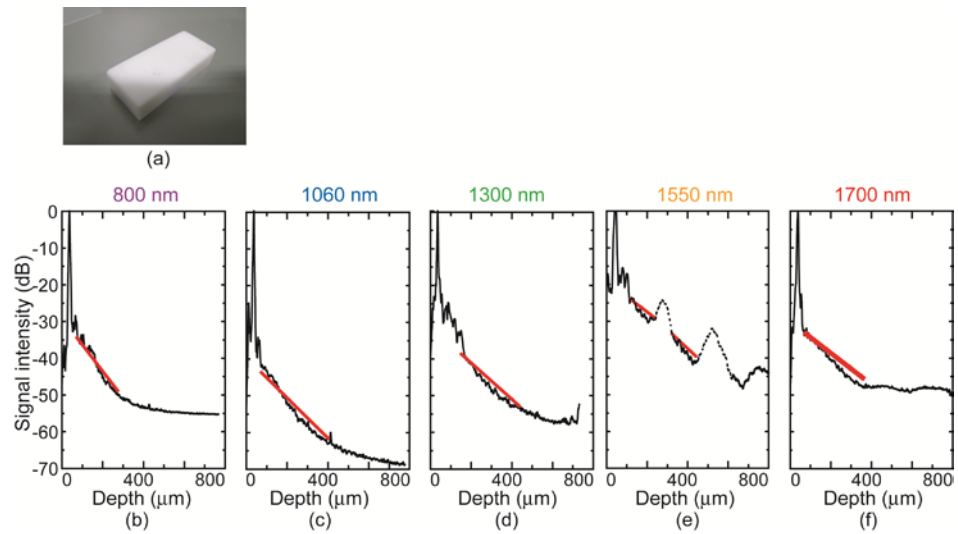 (a)
800 nm
1060 nm
1300 nm
1550 nm
1700 nm
Signal intensity (dB)
0
-10
-20
-30
-40
-50
-60
-70
0 400 800
0 400 800
0 400 800
0 400 800
0 400 800
Depth (μm)
Depth (μm)
Depth (μm)
Depth (μm)
Depth (μm)
(b)
(c)
(d)
(e)
(f)